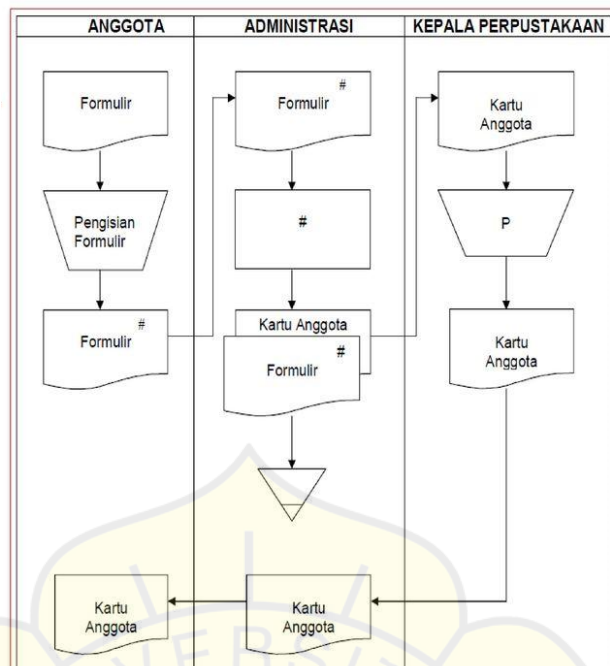 ANGGOTA
ADMINISTRASI
KEPALA PERPUSTAKAAN
Formulir
#
Formulir
Kartu
Anggota
Pengisian
Formulir
#
P
#
Formulir
Kartu Anggota
#
Formulir
Kartu
Anggota
Kartu
Anggota
Kartu
Anggota
VERSIT